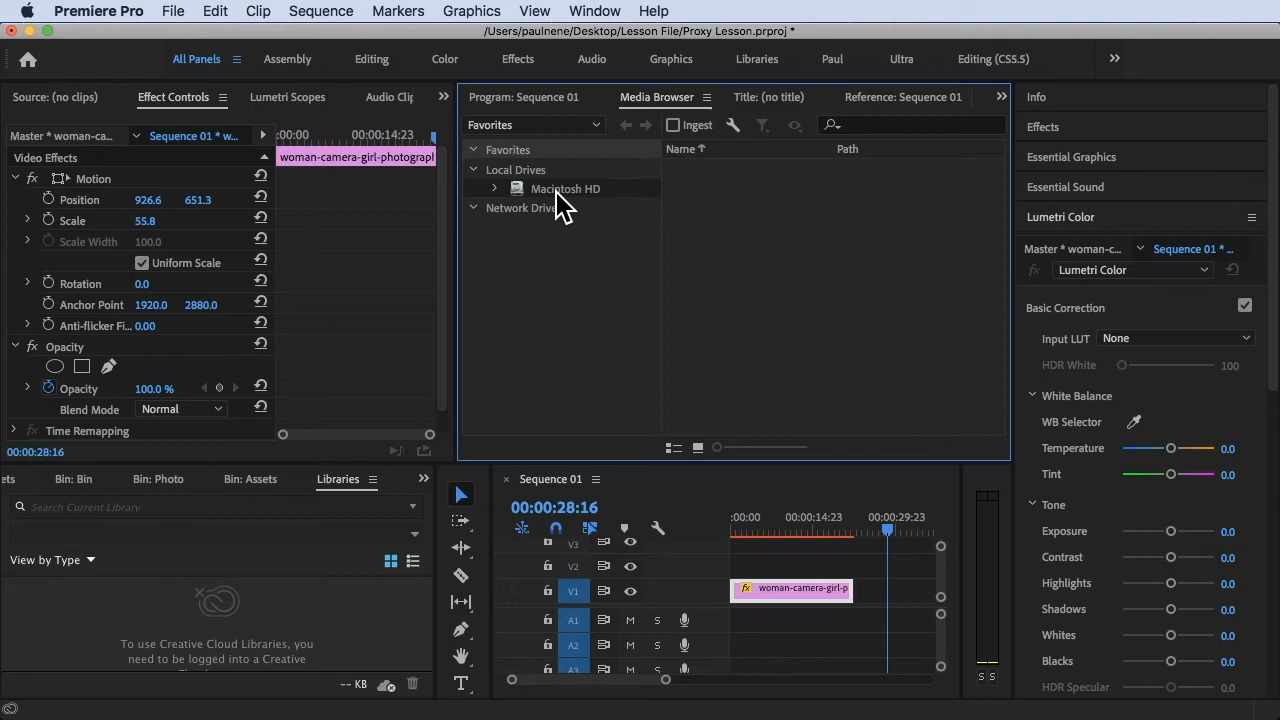 Premiere Pro File Edit Clip Sequence Markers Graphics View Window Help
/Users/paulnene/Desktop/Lesson File/Proxy Lesson.prproj *
All Panels Assembly Editing Color Effects Audio Graphics Libraries Paul Ultra Editing (CS5.5)
Source: (no clips) Effect Controls Lumetri Scopes Audio Clip
Master * woman-ca... Sequence 01 * w... :00:00 00:00:14:23
Video Effects woman-camera-girl-photograph
fx Motion
Position 926.6 651.3
Scale 55.8
Scale Width 100.0
Uniform Scale
Rotation 0.0
Anchor Point 1920.0 2880.0
Anti-flicker Fi... 0.00
fx Opacity
Opacity 100.0 %
Blend Mode Normal
fx Time Remapping
00:00:28:16
Program: Sequence 01 Media Browser Title: (no title) Reference: Sequence 01
Favorites Ingest
Favorites Name Path
Local Drives
Macintosh HD
Network Drive
Info
Effects
Essential Graphics
Essential Sound
Lumetri Color
Master * woman-c... Sequence 01 * ...
fx Lumetri Color
Basic Correction
Input LUT None
HDR White 100
White Balance
WB Selector
Temperature 0.0
Tint 0.0
Tone
Exposure 0.0
Contrast 0.0
Highlights 0.0
Shadows 0.0
Whites 0.0
Blacks 0.0
HDR Specular 0.0
ets Bin: Bin Bin: Photo Bin: Assets Libraries
Search Current Library
View by Type
To use Creative Cloud Libraries, you
need to be logged into a Creative
-- KB
T
Sequence 01
00:00:28:16 :00:00 00:00:14:23 00:00:29:23
V3
V2
V1 fx woman-camera-girl-p
A1 M S
A2 M S
A3 M S
S S